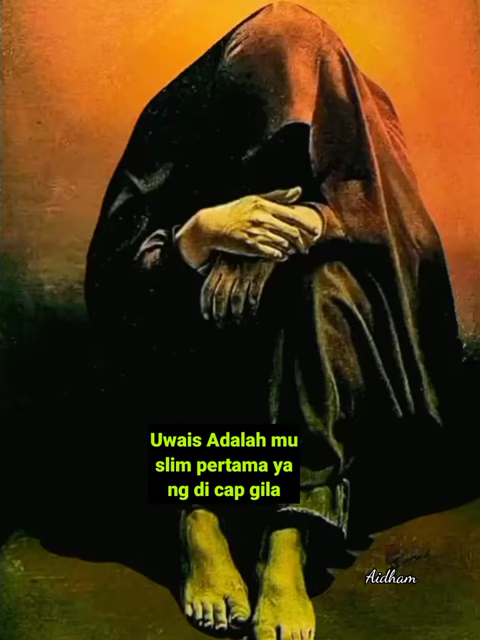 Uwais Adalah mu
slim pertama ya
ng di cap gila
Aidham